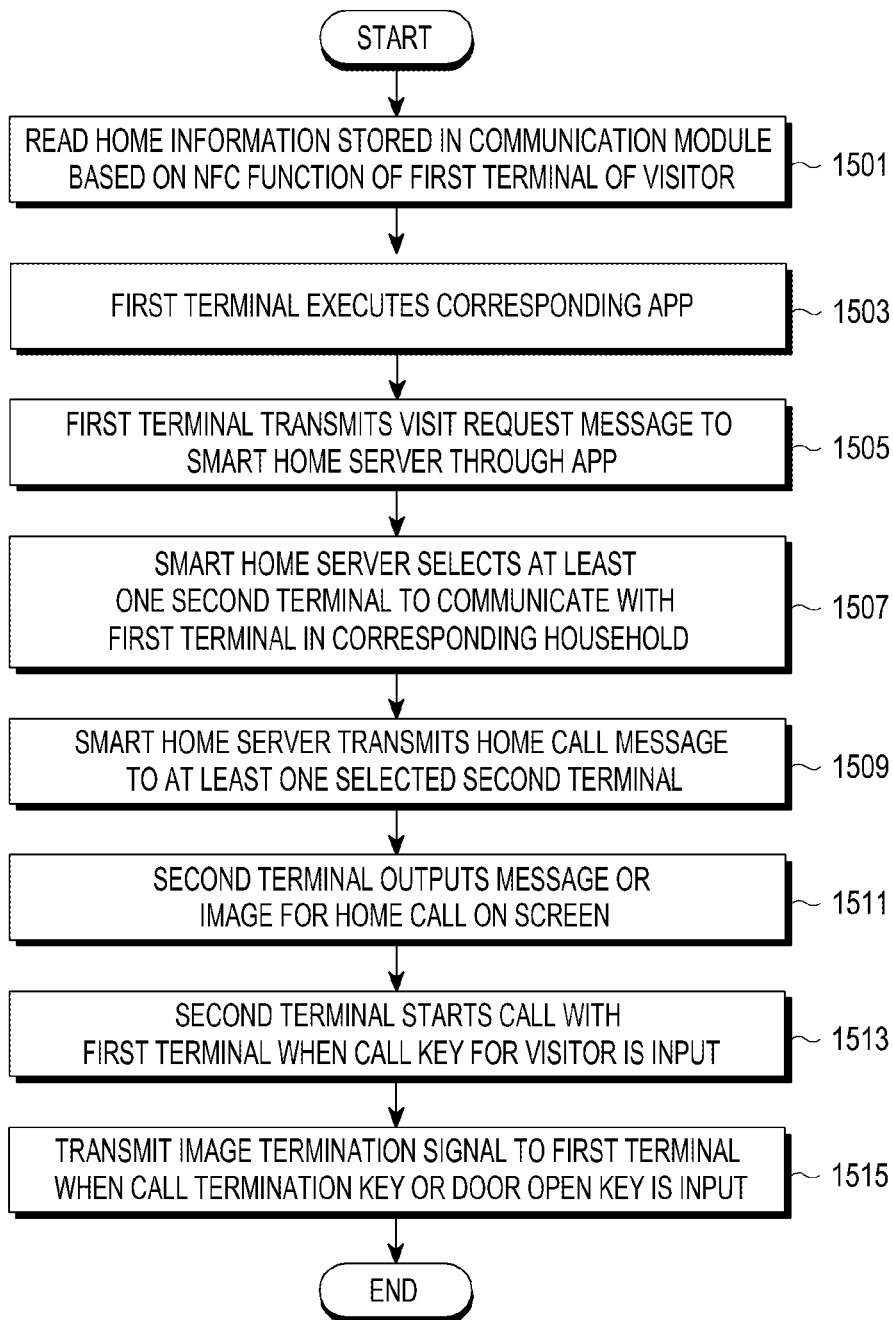 START
READ HOME INFORMATION STORED IN COMMUNICATION MODULE
BASED ON NFC FUNCTION OF FIRST TERMINAL OF VISITOR
1501
FIRST TERMINAL EXECUTES CORRESPONDING APP
1503
FIRST TERMINAL TRANSMITS VISIT REQUEST MESSAGE TO
SMART HOME SERVER THROUGH APP
1505
SMART HOME SERVER SELECTS AT LEAST
ONE SECOND TERMINAL TO COMMUNICATE WITH
FIRST TERMINAL IN CORRESPONDING HOUSEHOLD
1507
SMART HOME SERVER TRANSMITS HOME CALL MESSAGE
TO AT LEAST ONE SELECTED SECOND TERMINAL
1509
SECOND TERMINAL OUTPUTS MESSAGE OR
IMAGE FOR HOME CALL ON SCREEN
1511
SECOND TERMINAL STARTS CALL WITH
FIRST TERMINAL WHEN CALL KEY FOR VISITOR IS INPUT
1513
TRANSMIT IMAGE TERMINATION SIGNAL TO FIRST TERMINAL
WHEN CALL TERMINATION KEY OR DOOR OPEN KEY IS INPUT
1515
END